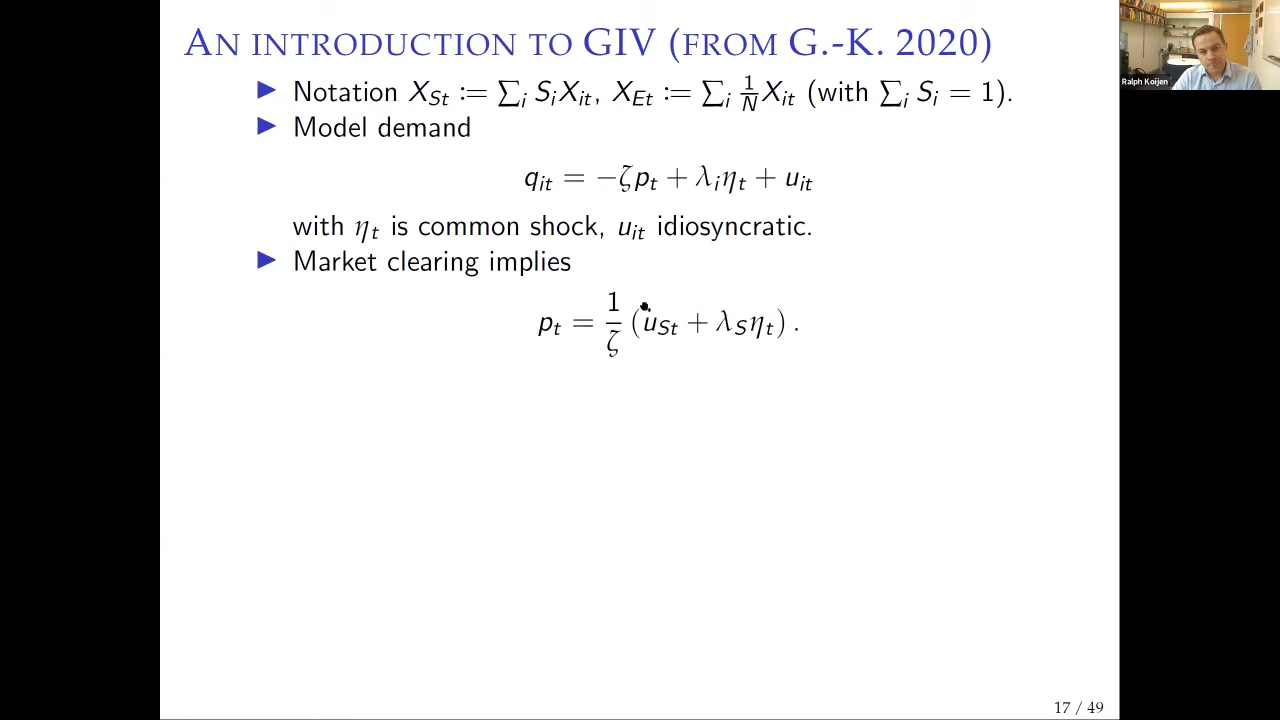 AN INTRODUCTION TO GIV (FROM G.-K. 2020)
Ralph Koijen
▶ Notation X_{St} := ∑_i S_i X_{it}, X_{Et} := ∑_i \frac{1}{N} X_{it} (with ∑_i S_i = 1).
▶ Model demand
q_{it} = −ζp_t + λ_i η_t + u_{it}
with η_t is common shock, u_{it} idiosyncratic.
▶ Market clearing implies
p_t = \frac{1}{ζ} (u_{St} + λ_S η_t) .
17 / 49